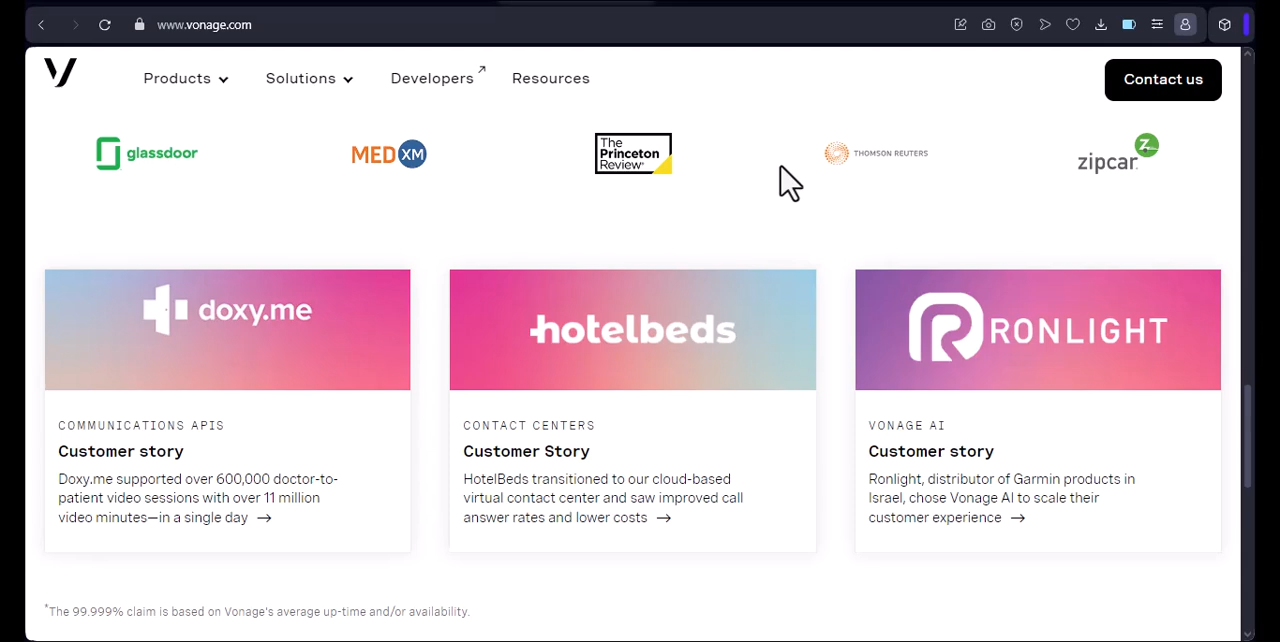 www.vonage.com
Products
Solutions
Developers
Resources
Contact us
glassdoor
MEDXM
The
Princeton
Review
THOMSON REUTERS
zipcar
Z
doxy.me
hotelbeds
RONLIGHT
COMMUNICATIONS APIS
Customer story
Doxy.me supported over 600,000 doctor-to-
patient video sessions with over 11 million
video minutes—in a single day →
CONTACT CENTERS
Customer Story
HotelBeds transitioned to our cloud-based
virtual contact center and saw improved call
answer rates and lower costs →
VONAGE AI
Customer story
Ronlight, distributor of Garmin products in
Israel, chose Vonage AI to scale their
customer experience →
*The 99.999% claim is based on Vonage's average up-time and/or availability.